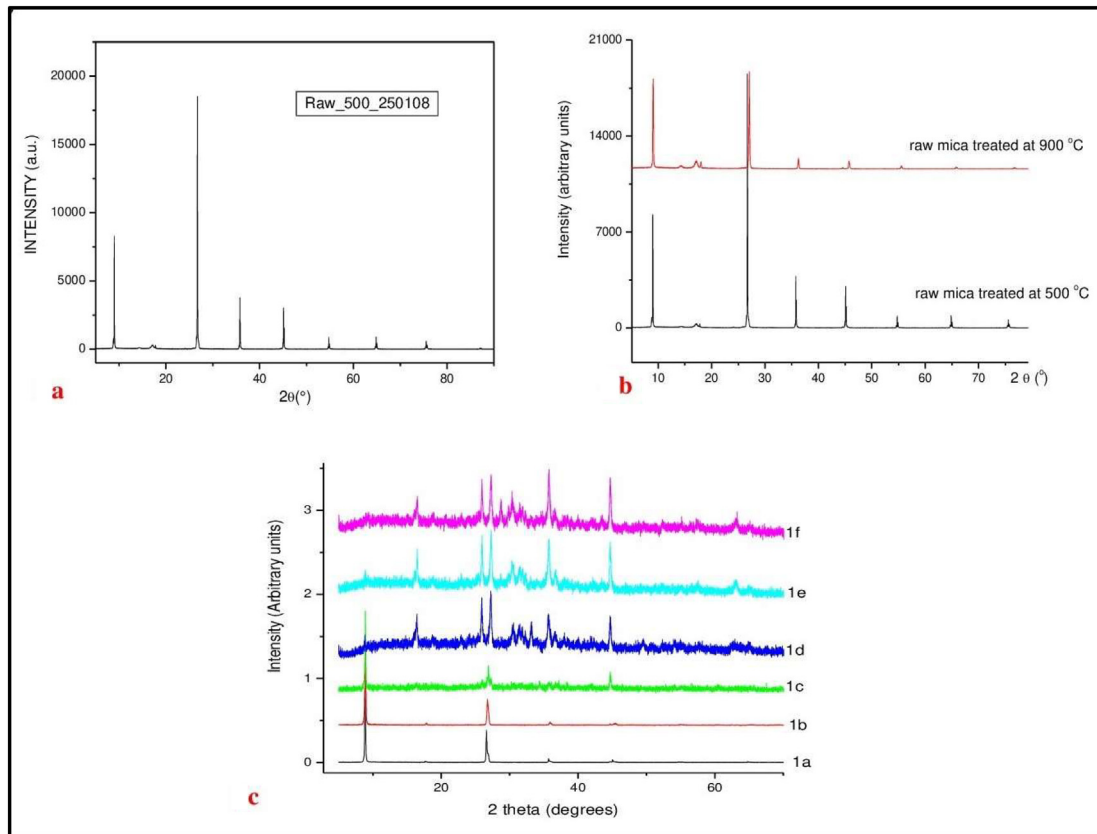 20000
15000
10000
5000
0
INTENSITY (a.u.)
Raw_500_250108
20 40 60 80
2θ(°)
a
21000
14000
7000
0
Intensity (arbitrary units)
raw mica treated at 900 °C
raw mica treated at 500 °C
10 20 30 40 50 60 70
2 θ (°)
b
3
2
1
0
Intensity (Arbitrary units)
1f
1e
1d
1c
1b
1a
20 40 60
2 theta (degrees)
c